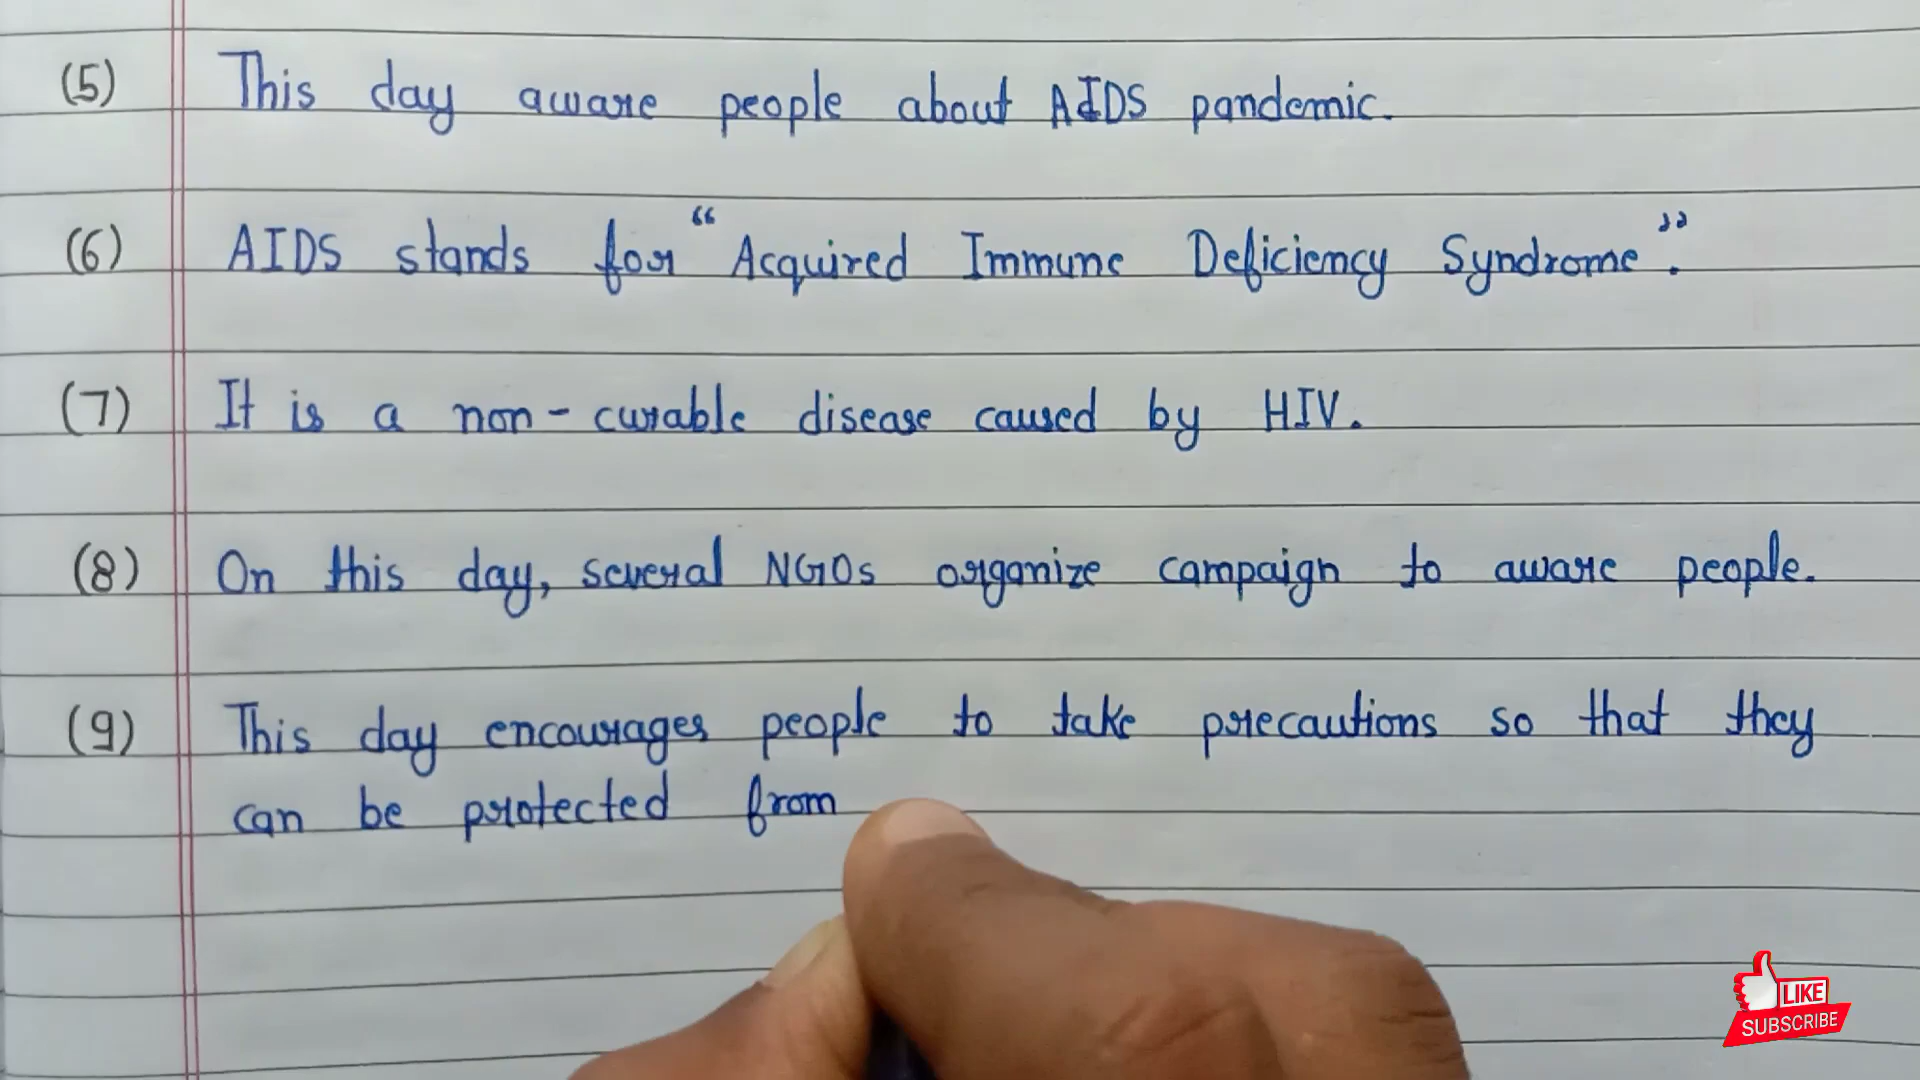 (5) This day aware people about AIDS pandemic.
(6) AIDS stands for “Acquired Immune Deficiency Syndrome”.
(7) It is a non-curable disease caused by HIV.
(8) On this day, several NGOs organize campaign to aware people.
(9) This day encourages people to take precautions so that they
can be protected from
LIKE
SUBSCRIBE